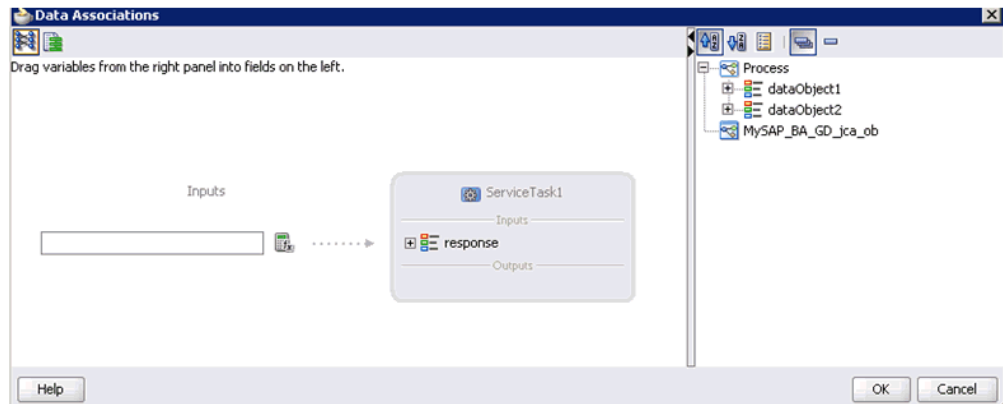 Data Associations
Drag variables from the right panel into fields on the left.
Process
dataObject1
dataObject2
MySAP_BA_GD_jca_ob
Inputs
ServiceTask1
Inputs
response
Outputs
Help
OK
Cancel